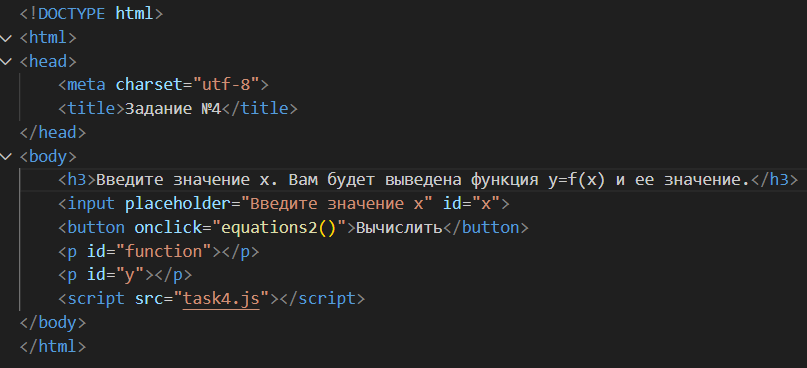 <!DOCTYPE html>
<html>
<head>
    <meta charset="utf-8">
    <title>Задание №4</title>
</head>
<body>
    <h3>Введите значение x. Вам будет выведена функция y=f(x) и ее значение.</h3>
    <input placeholder="Введите значение x" id="x">
    <button onclick="equations2()">Вычислить</button>
    <p id="function"></p>
    <p id="y"></p>
    <script src="task4.js"></script>
</body>
</html>